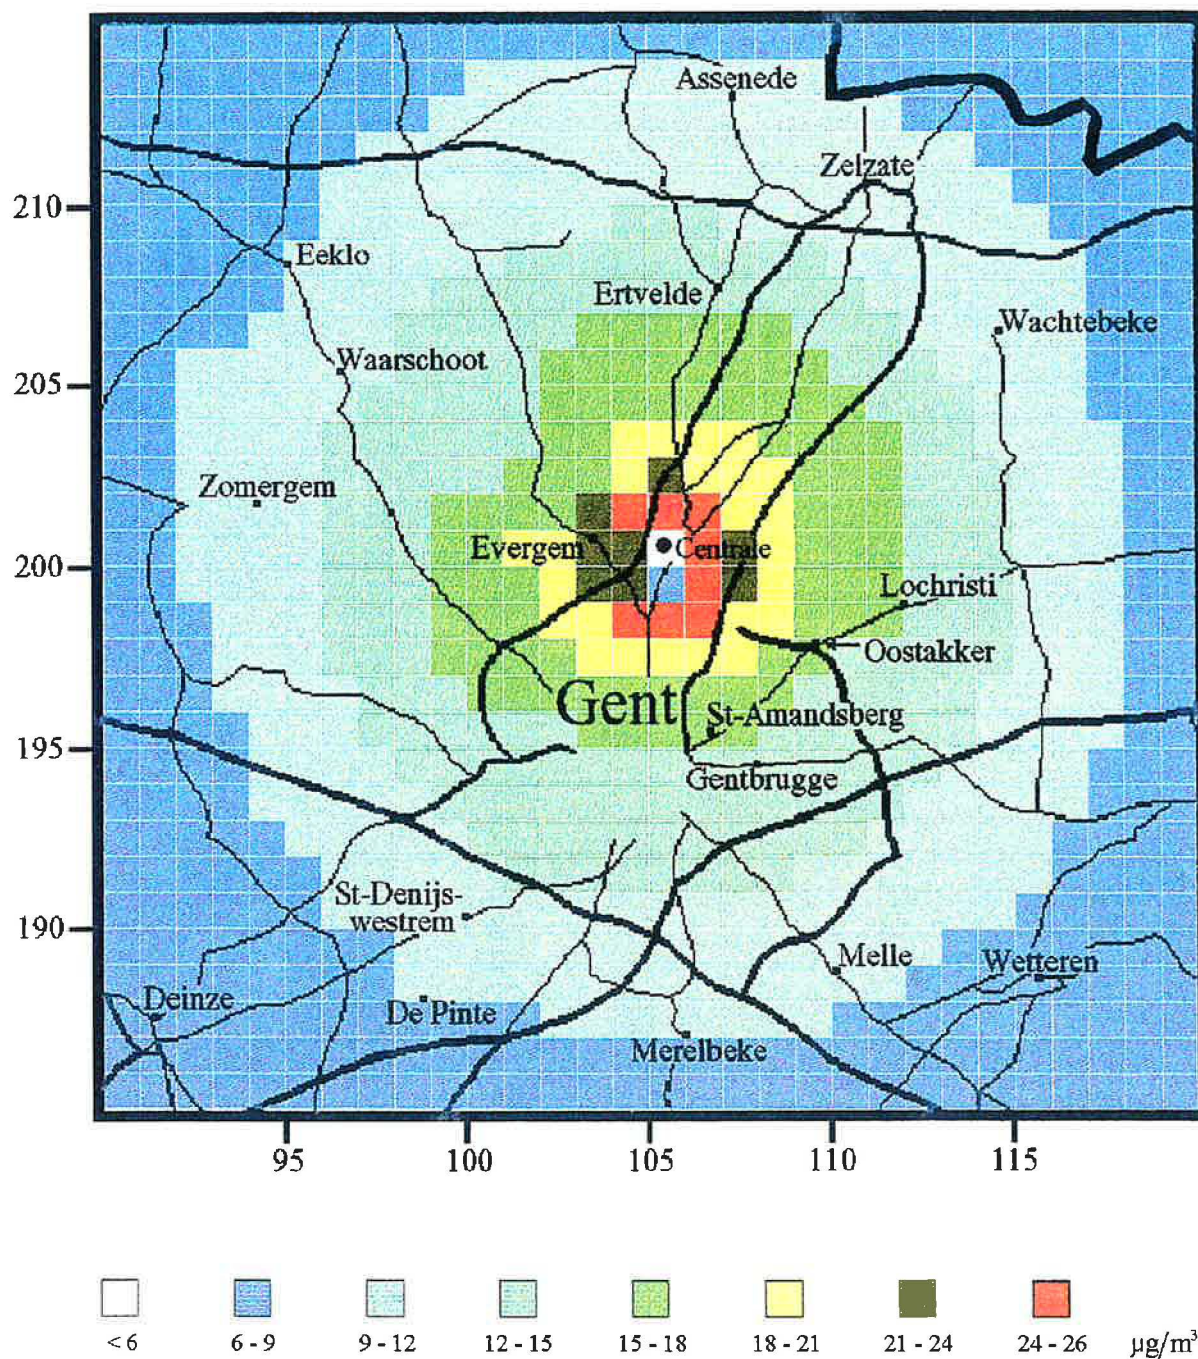 Assenede
Zelzate
210
Eeklo
Ertvelde
Wachtebeke
Waarschoot
205
Zomergem
Evergem
Centrale
200
Lochristi
Oostakker
Gent
St-Amandsberg
195
Gentbrugge
St-Denijs-
westrem
190
Melle
Wetteren
Deinze
De Pinte
Merelbeke
95 100 105 110 115
< 6 6 - 9 9 - 12 12 - 15 15 - 18 18 - 21 21 - 24 24 - 26 µg/m³